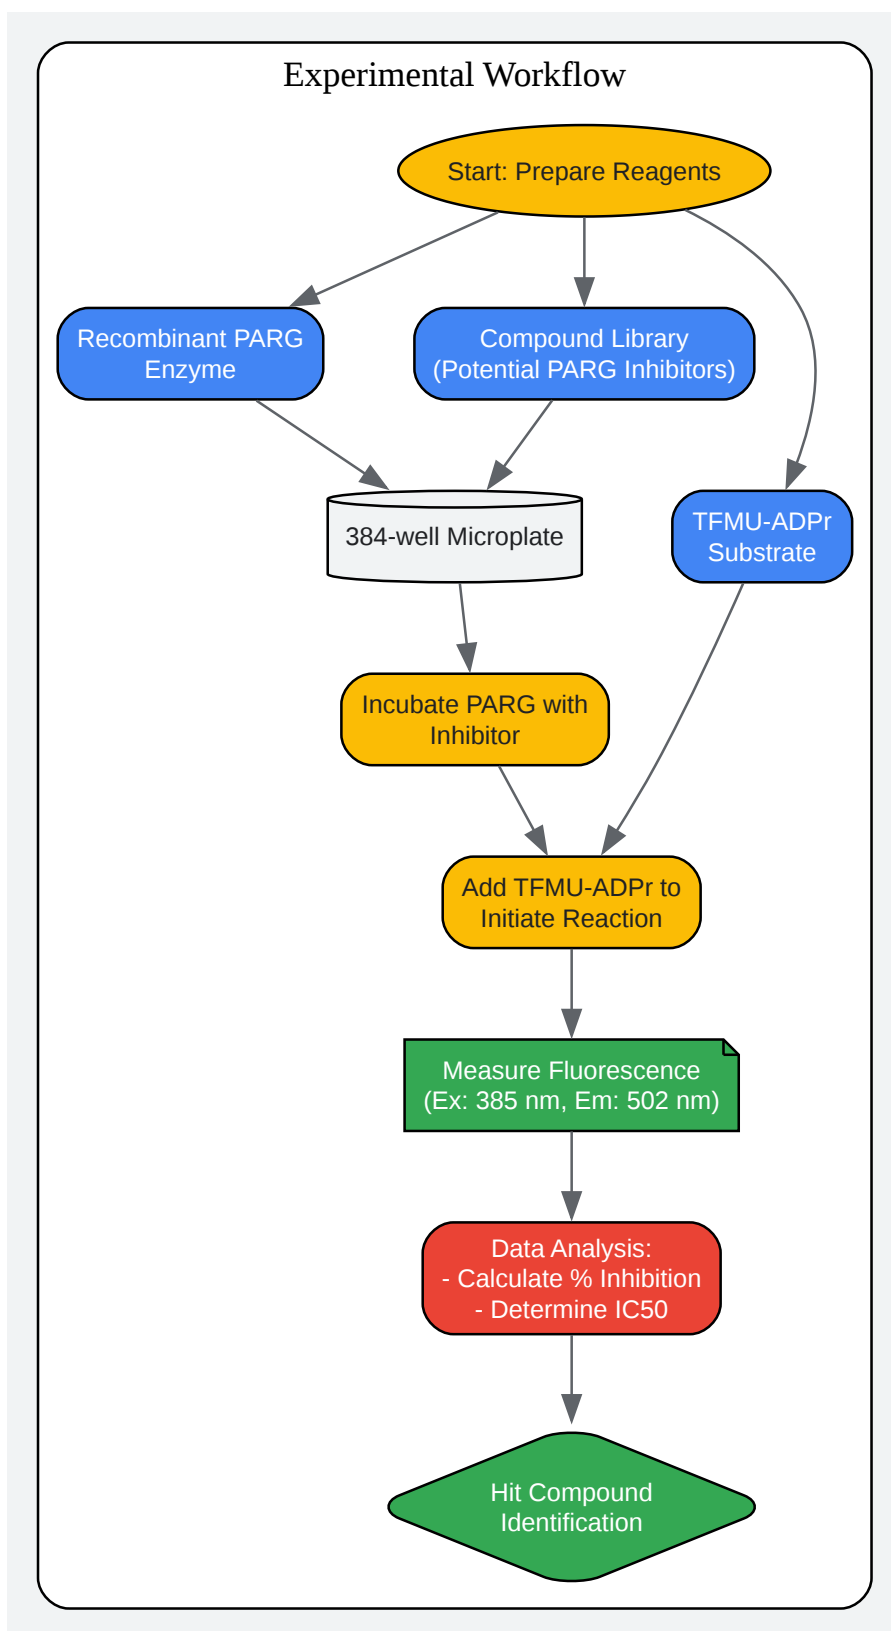 Experimental Workflow
Start: Prepare Reagents
Recombinant PARG
Enzyme
Compound Library
(Potential PARG Inhibitors)
384-well Microplate
TFMU-ADPr
Substrate
Incubate PARG with
Inhibitor
Add TFMU-ADPr to
Initiate Reaction
Measure Fluorescence
(Ex: 385 nm, Em: 502 nm)
Data Analysis:
- Calculate % Inhibition
- Determine IC50
Hit Compound
Identification